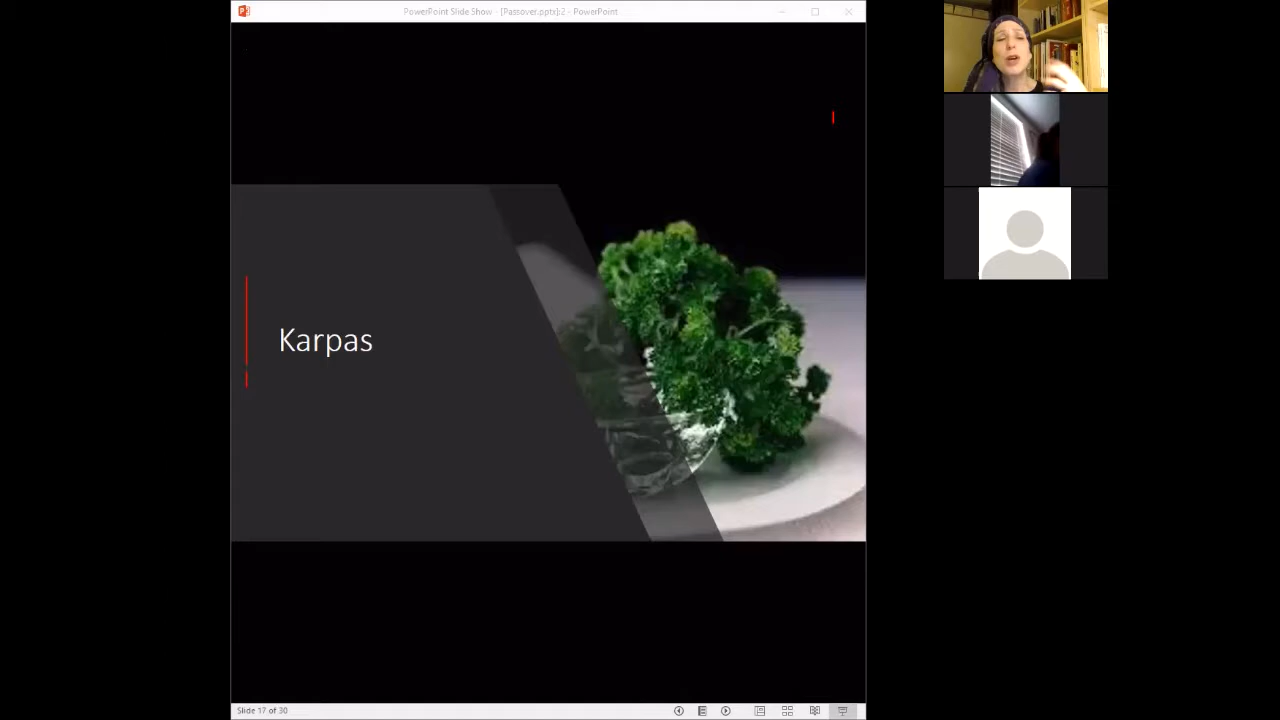 PowerPoint Slide Show - [Passover.pptx]:2 - PowerPoint
Karpas
Slide 17 of 30